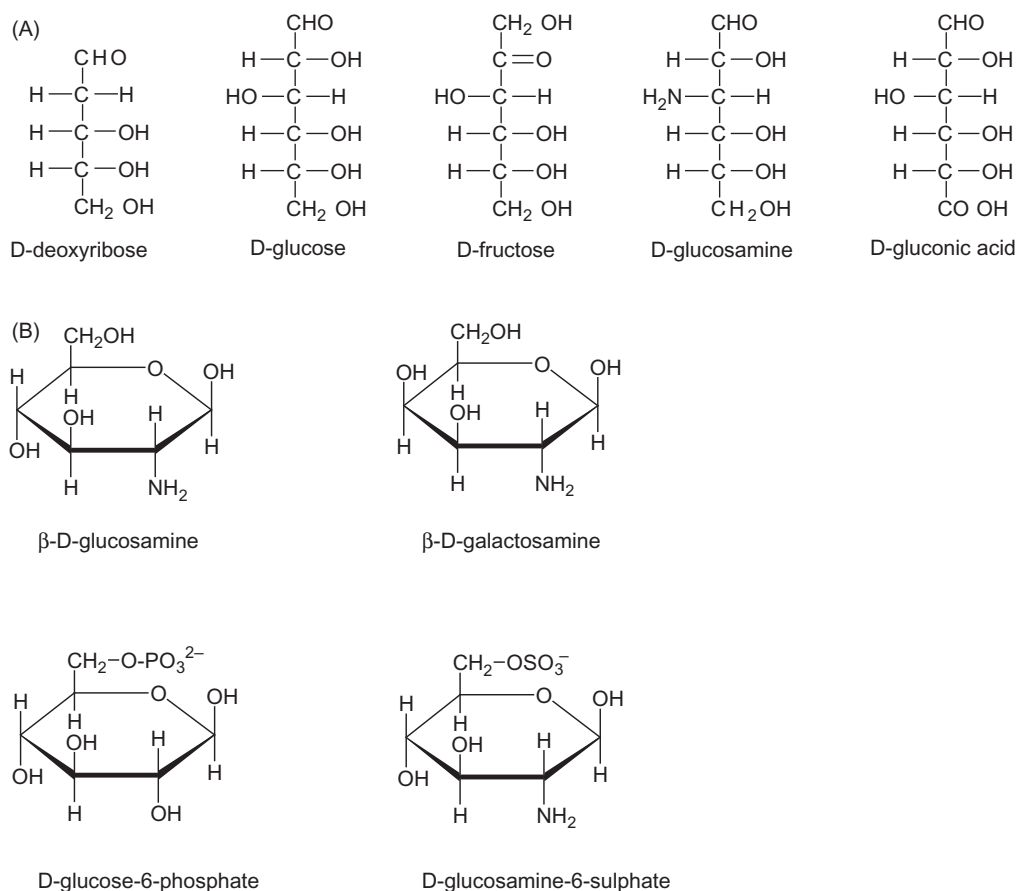 (A)
CHO
H—C—H
H—C—OH
H—C—OH
CH₂ OH
D-deoxyribose
CHO
H—C—OH
HO—C—H
H—C—OH
H—C—OH
CH₂ OH
D-glucose
CH₂ OH
C=O
HO—C—H
H—C—OH
H—C—OH
CH₂ OH
D-fructose
CHO
H—C—OH
H₂N—C—H
H—C—OH
H—C—OH
CH₂OH
D-glucosamine
CHO
H—C—OH
HO—C—H
H—C—OH
H—C—OH
CO OH
D-gluconic acid
(B)
CH₂OH
O
H OH
H
OH H
OH H
H NH₂
β-D-glucosamine
CH₂OH
O
OH OH
H
OH H
H H
H NH₂
β-D-galactosamine
CH₂–O-PO₃²⁻
O
H OH
H
OH H
OH H
H OH
D-glucose-6-phosphate
CH₂–OSO₃⁻
O
H OH
H
OH H
OH H
H NH₂
D-glucosamine-6-sulphate